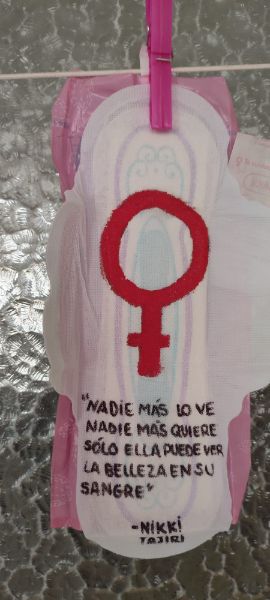 "NADIE MÁS LO VE
NADIE MÁS QUIERE
SÓLO ELLA PUEDE VER
LA BELLEZA EN SU
SANGRE"
-NIKKI
TAJIRI